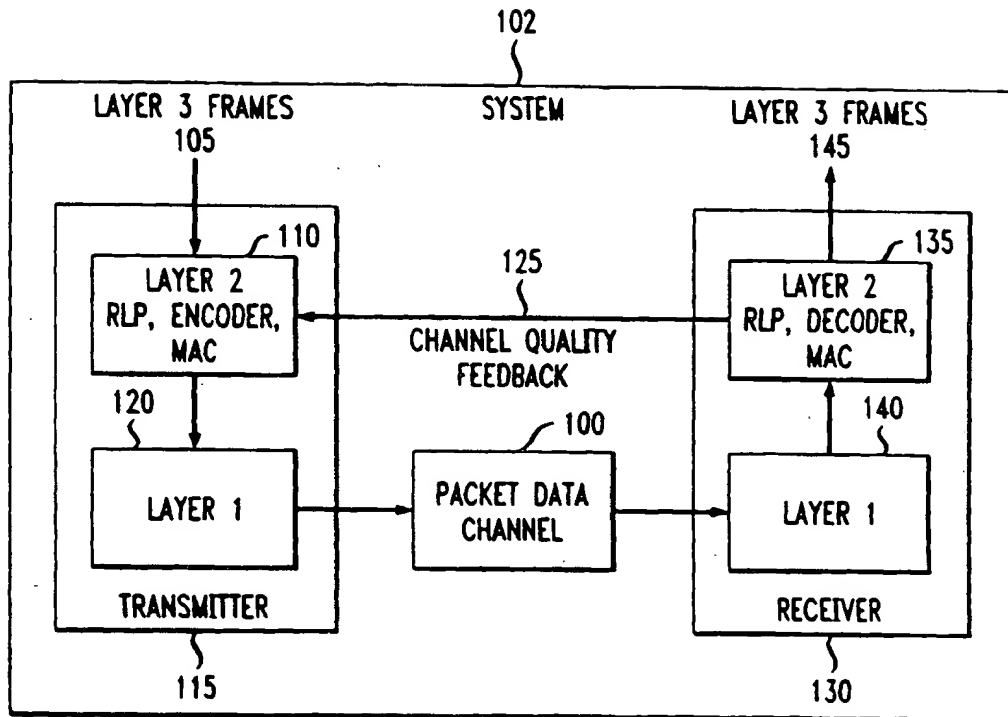 102
LAYER 3 FRAMES
105
SYSTEM
LAYER 3 FRAMES
145
110
LAYER 2
RLP, ENCODER,
MAC
125
CHANNEL QUALITY
FEEDBACK
135
LAYER 2
RLP, DECODER,
MAC
120
LAYER 1
100
PACKET DATA
CHANNEL
140
LAYER 1
TRANSMITTER
115
RECEIVER
130